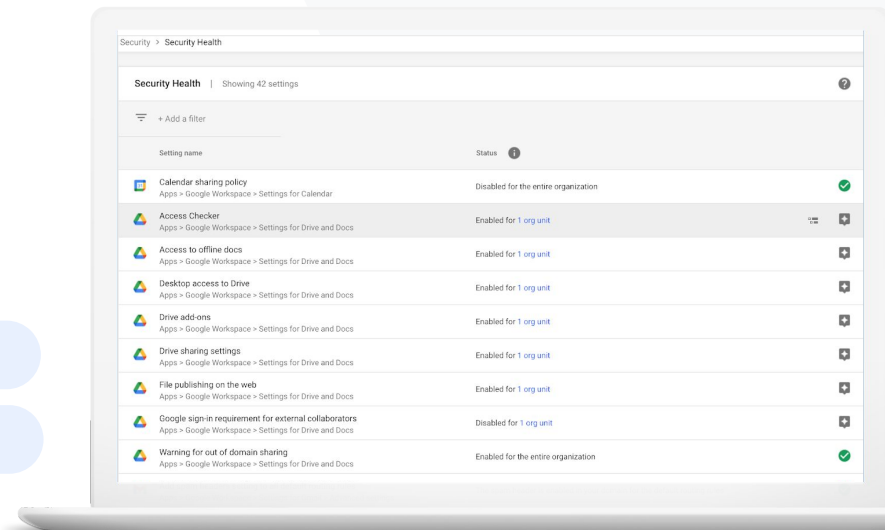 Security > Security Health
Security Health | Showing 42 settings
+ Add a filter
Setting name Status
Calendar sharing policy
Apps > Google Workspace > Settings for Calendar
Disabled for the entire organization
Access Checker
Apps > Google Workspace > Settings for Drive and Docs
Enabled for 1 org unit
Access to offline docs
Apps > Google Workspace > Settings for Drive and Docs
Enabled for 1 org unit
Desktop access to Drive
Apps > Google Workspace > Settings for Drive and Docs
Enabled for 1 org unit
Drive add-ons
Apps > Google Workspace > Settings for Drive and Docs
Enabled for 1 org unit
Drive sharing settings
Apps > Google Workspace > Settings for Drive and Docs
Enabled for 1 org unit
File publishing on the web
Apps > Google Workspace > Settings for Drive and Docs
Enabled for 1 org unit
Google sign-in requirement for external collaborators
Apps > Google Workspace > Settings for Drive and Docs
Disabled for 1 org unit
Warning for out of domain sharing
Apps > Google Workspace > Settings for Drive and Docs
Enabled for the entire organization